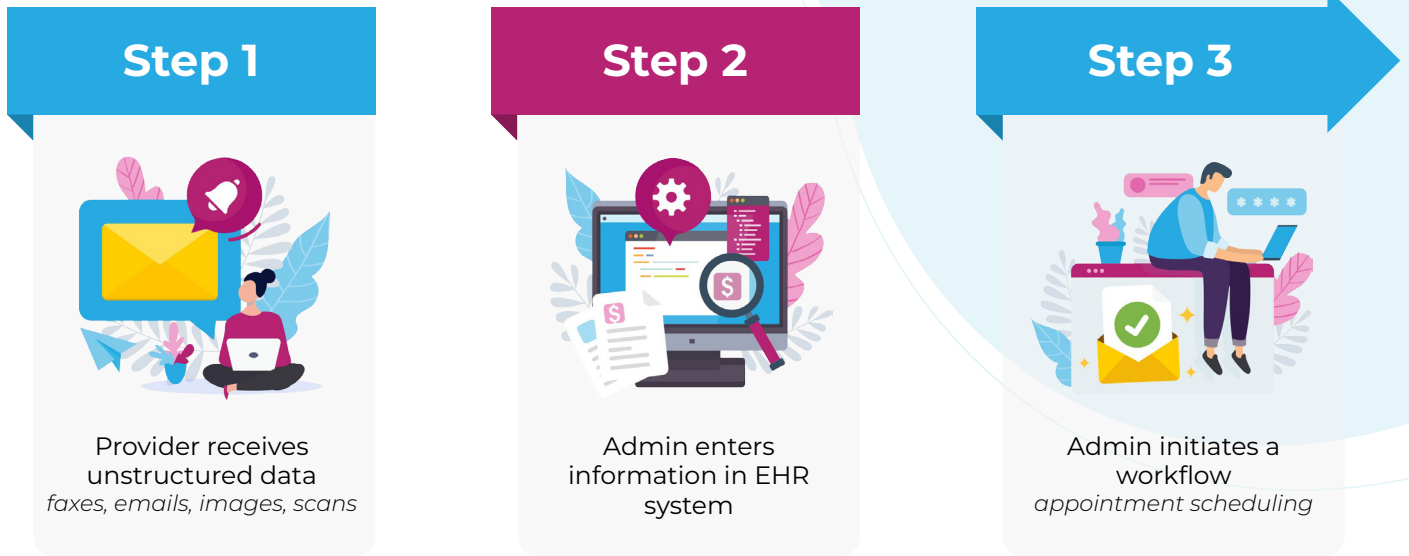 Step 1
Provider receives
unstructured data
faxes, emails, images, scans
Step 2
$
$
Admin enters
information in EHR
system
Step 3
****
Admin initiates a
workflow
appointment scheduling